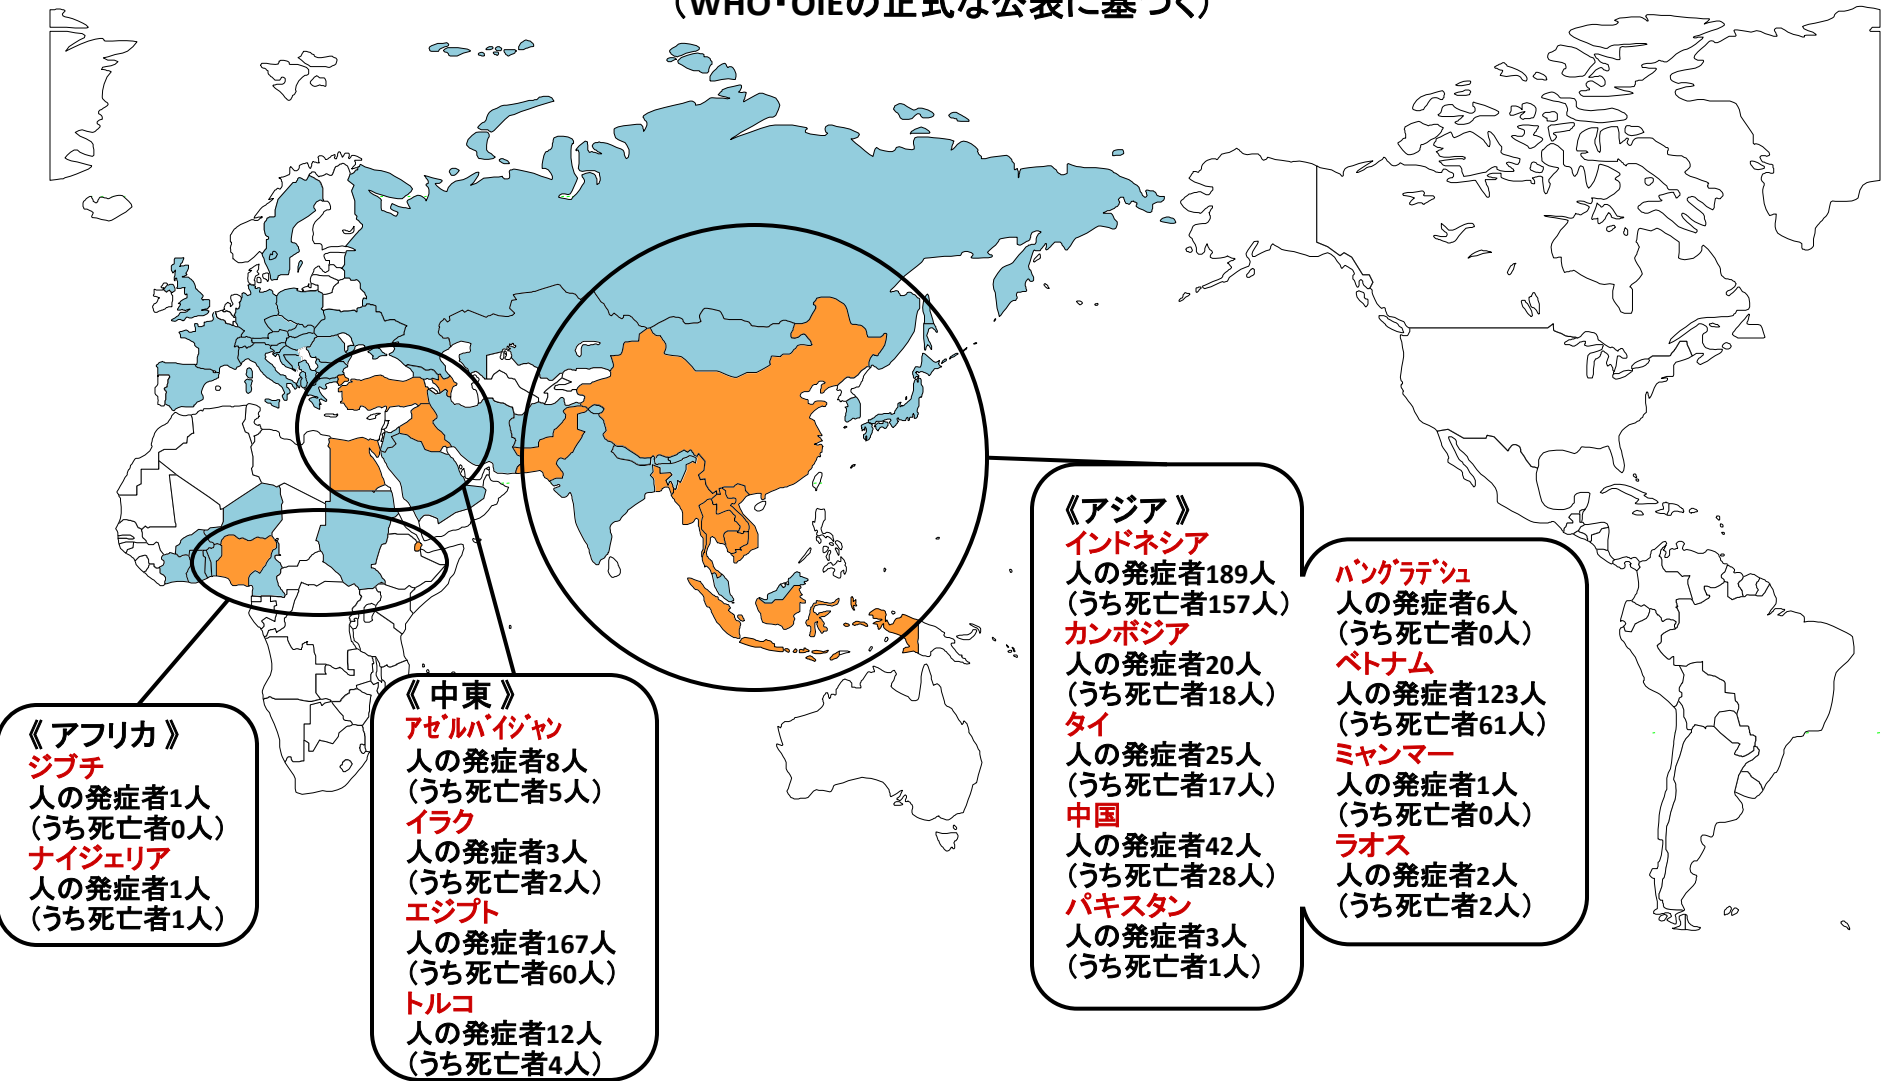 （WHO・OIEの正式な公表に基づく）
《アフリカ》
ジブチ
人の発症者1人
（うち死亡者0人）
ナイジェリア
人の発症者1人
（うち死亡者1人）
《 中東 》
ｱｾﾞﾙﾊﾞｲｼﾞｬﾝ
人の発症者8人
（うち死亡者5人）
イラク
人の発症者3人
（うち死亡者2人）
エジプト
人の発症者167人
（うち死亡者60人）
トルコ
人の発症者12人
（うち死亡者4人）
《アジア 》
インドネシア
人の発症者189人
（うち死亡者157人）
カンボジア
人の発症者20人
（うち死亡者18人）
タイ
人の発症者25人
（うち死亡者17人）
中国
人の発症者42人
（うち死亡者28人）
パキスタン
人の発症者3人
（うち死亡者1人）
ﾊﾞﾝｸﾞﾗﾃﾞｼｭ
人の発症者6人
（うち死亡者0人）
ベトナム
人の発症者123人
（うち死亡者61人）
ミャンマー
人の発症者1人
（うち死亡者0人）
ラオス
人の発症者2人
（うち死亡者2人）